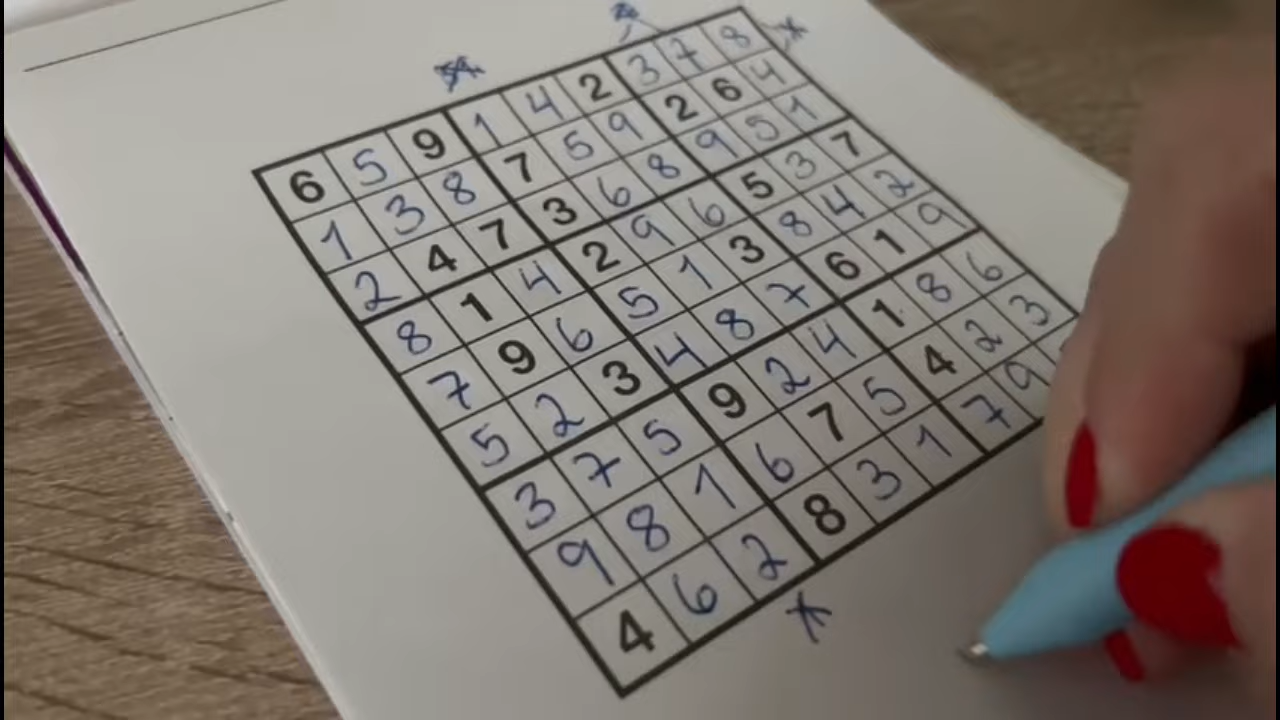 6 5 9 1 4 2 3 7 8
1 3 8 7 5 9 2 6 4
2 4 7 3 6 8 9 5 1
8 1 4 2 9 6 5 3 7
7 9 6 5 1 3 8 4 2
5 2 3 4 8 7 6 1 9
3 7 5 9 2 4 1 8 6
9 8 1 6 7 5 4 2 3
4 6 2 8 3 1 7 9